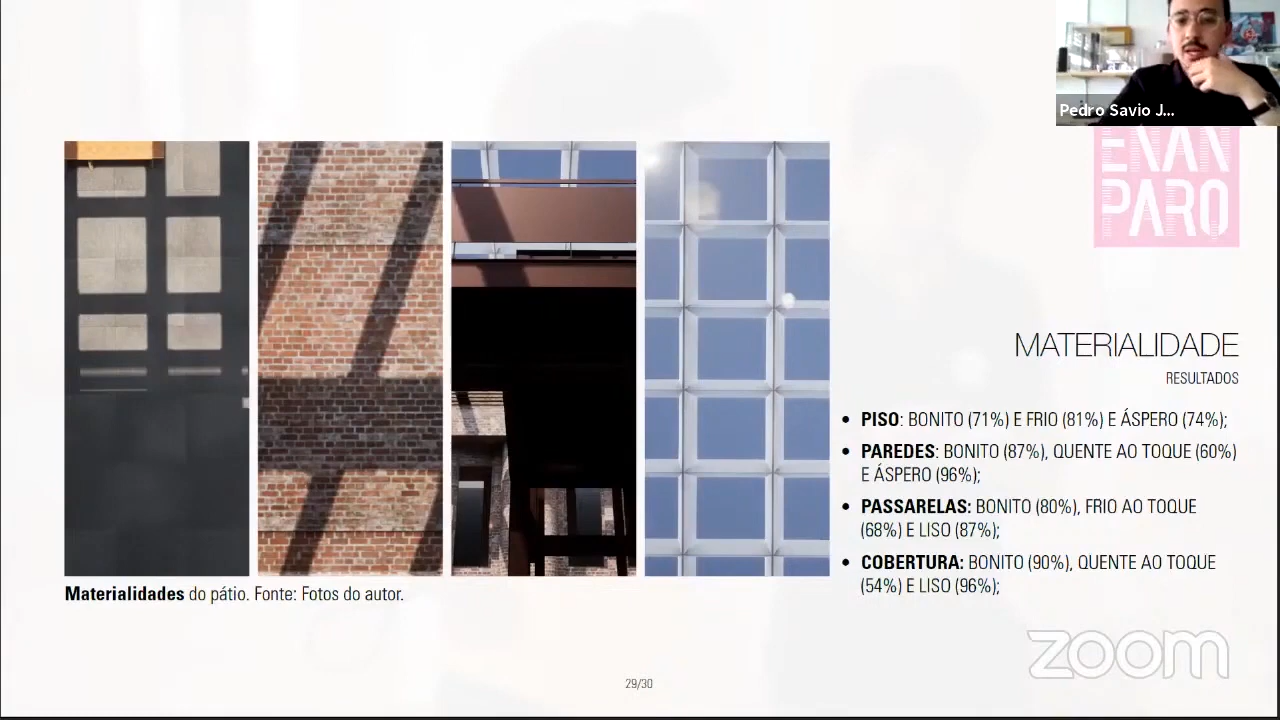 Pedro Savio J...
ENAN
PARQ
MATERIALIDADE
RESULTADOS
• PISO: BONITO (71%) E FRIO (81%) E ÁSPERO (74%);
• PAREDES: BONITO (87%), QUENTE AO TOQUE (60%)
E ÁSPERO (96%);
• PASSARELAS: BONITO (80%), FRIO AO TOQUE
(68%) E LISO (87%);
• COBERTURA: BONITO (90%), QUENTE AO TOQUE
(54%) E LISO (96%);
Materialidades do pátio. Fonte: Fotos do autor.
zoom
29/30